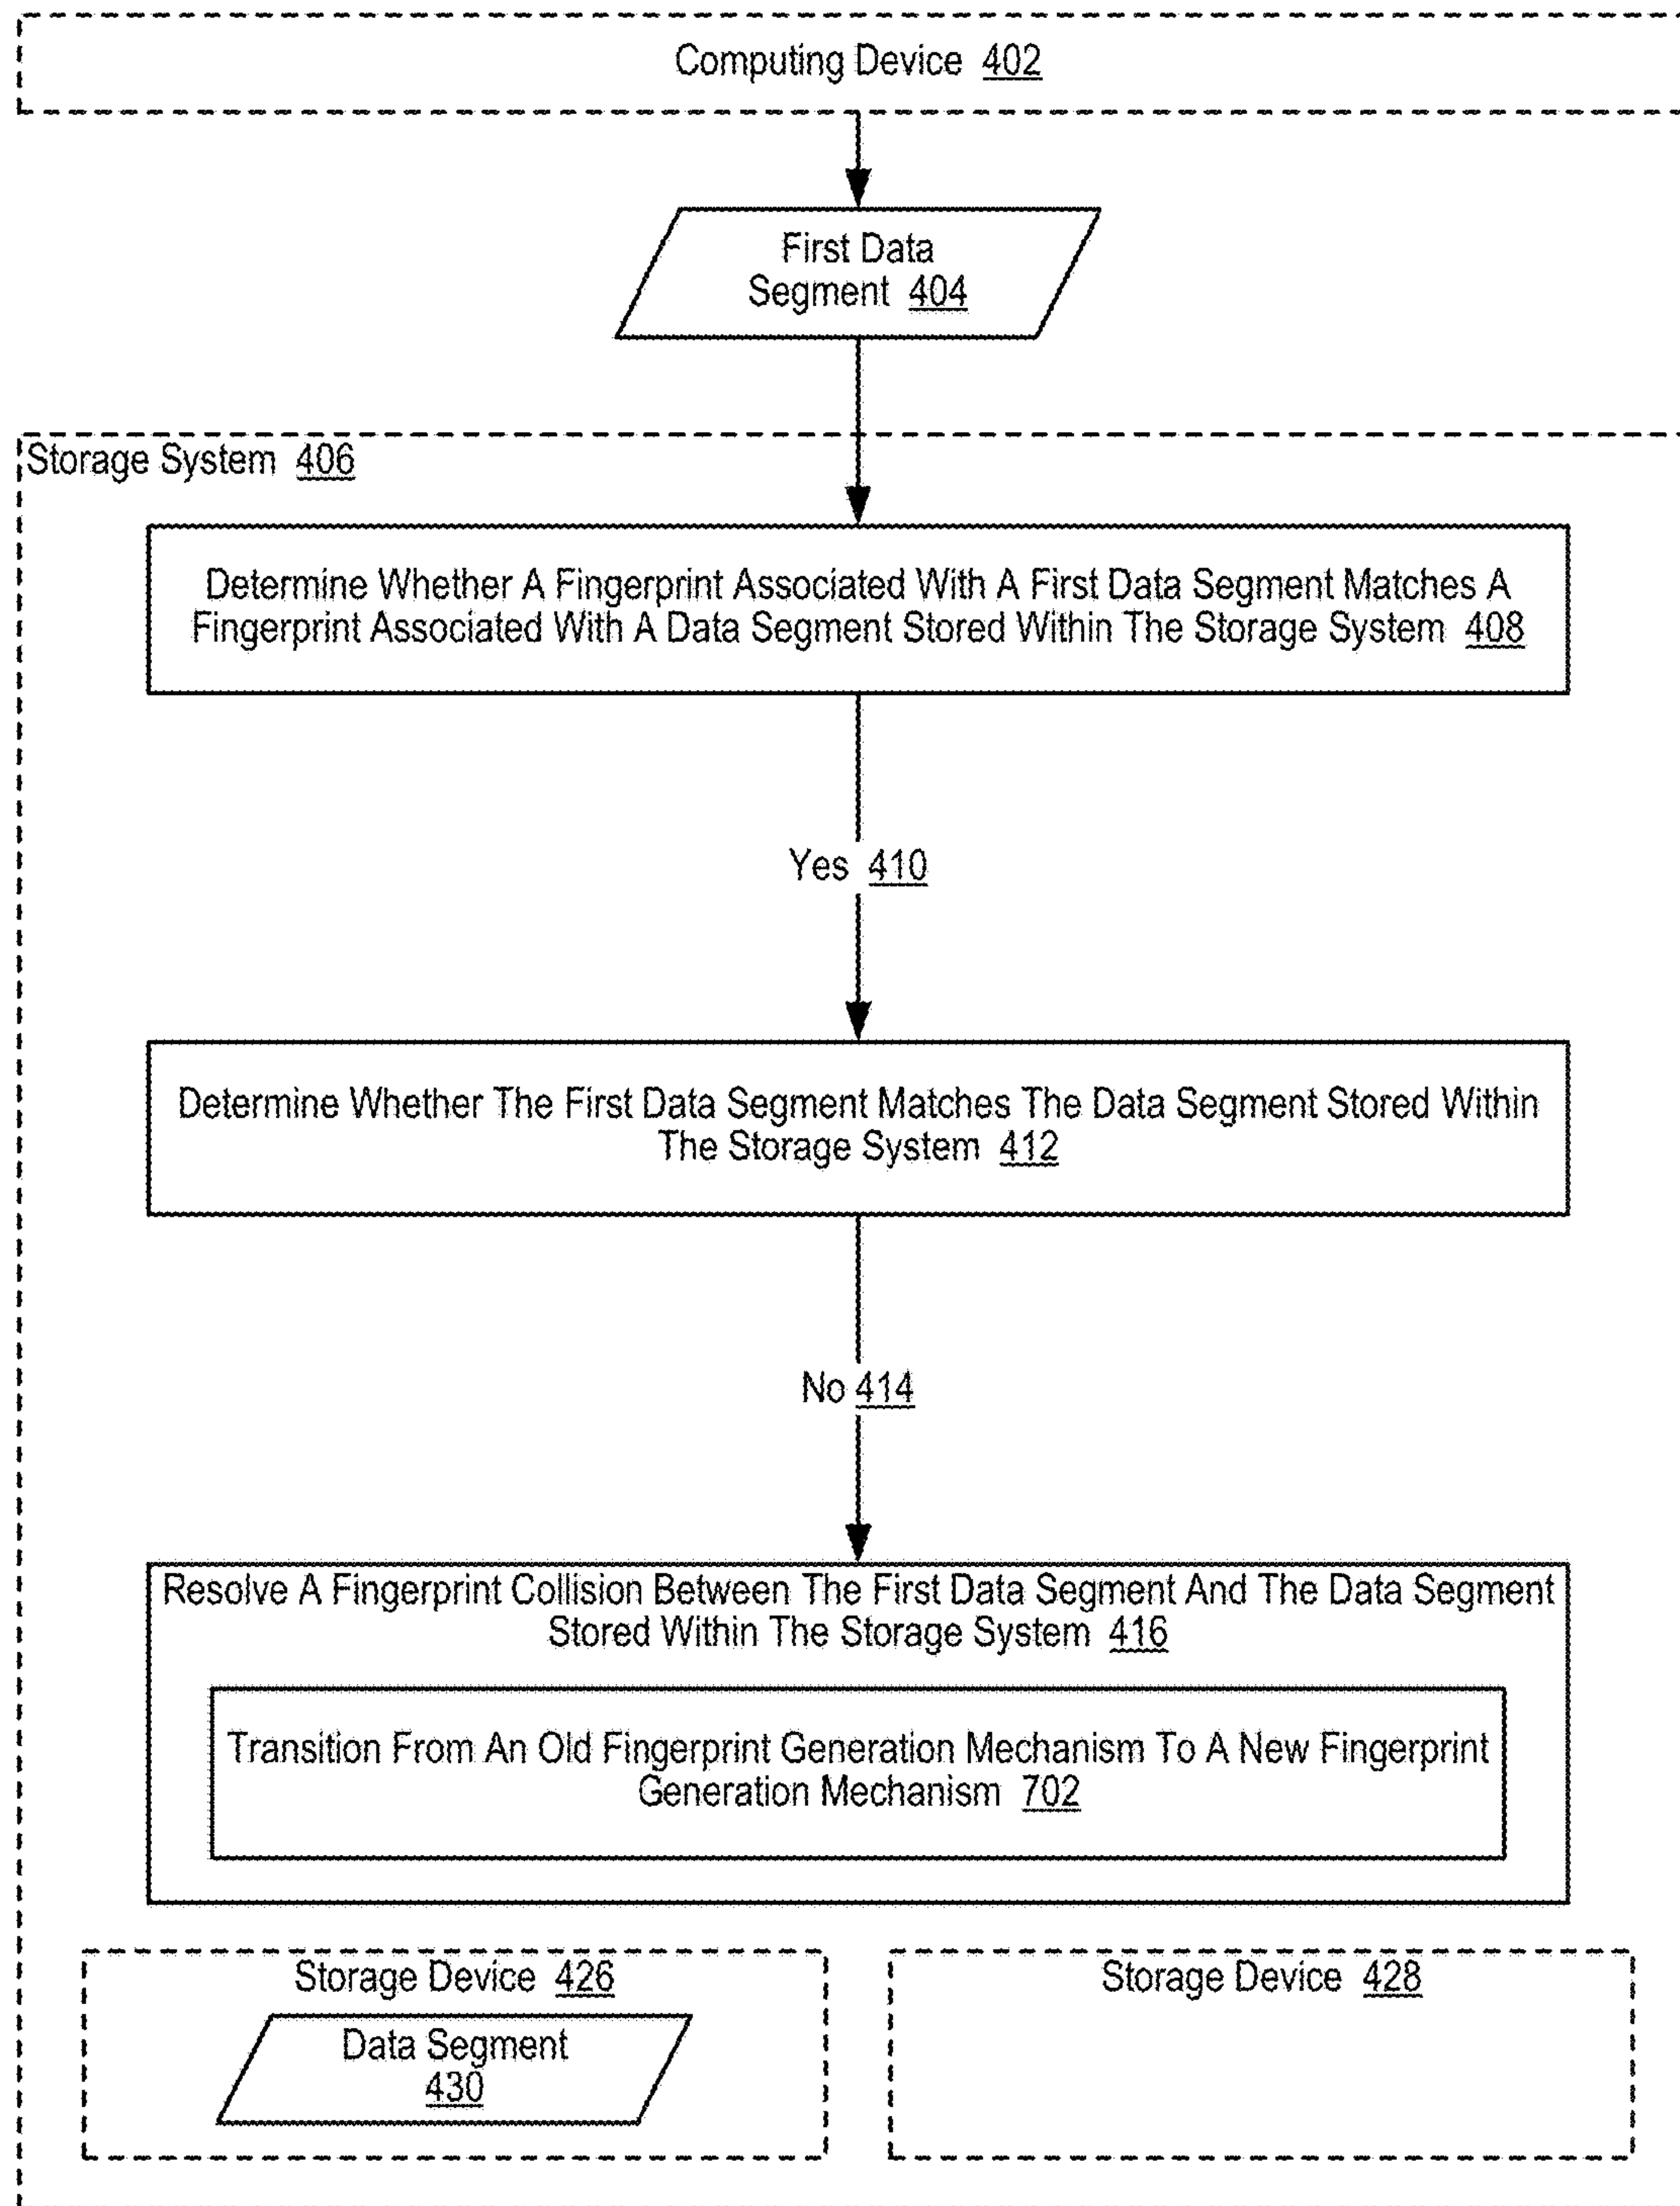 Computing Device 402
First Data
Segment 404
Storage System 406
Determine Whether A Fingerprint Associated With A First Data Segment Matches A
Fingerprint Associated With A Data Segment Stored Within The Storage System 408
Yes 410
Determine Whether The First Data Segment Matches The Data Segment Stored Within
The Storage System 412
No 414
Resolve A Fingerprint Collision Between The First Data Segment And The Data Segment
Stored Within The Storage System 416
Transition From An Old Fingerprint Generation Mechanism To A New Fingerprint
Generation Mechanism 702
Storage Device 426
Data Segment
430
Storage Device 428